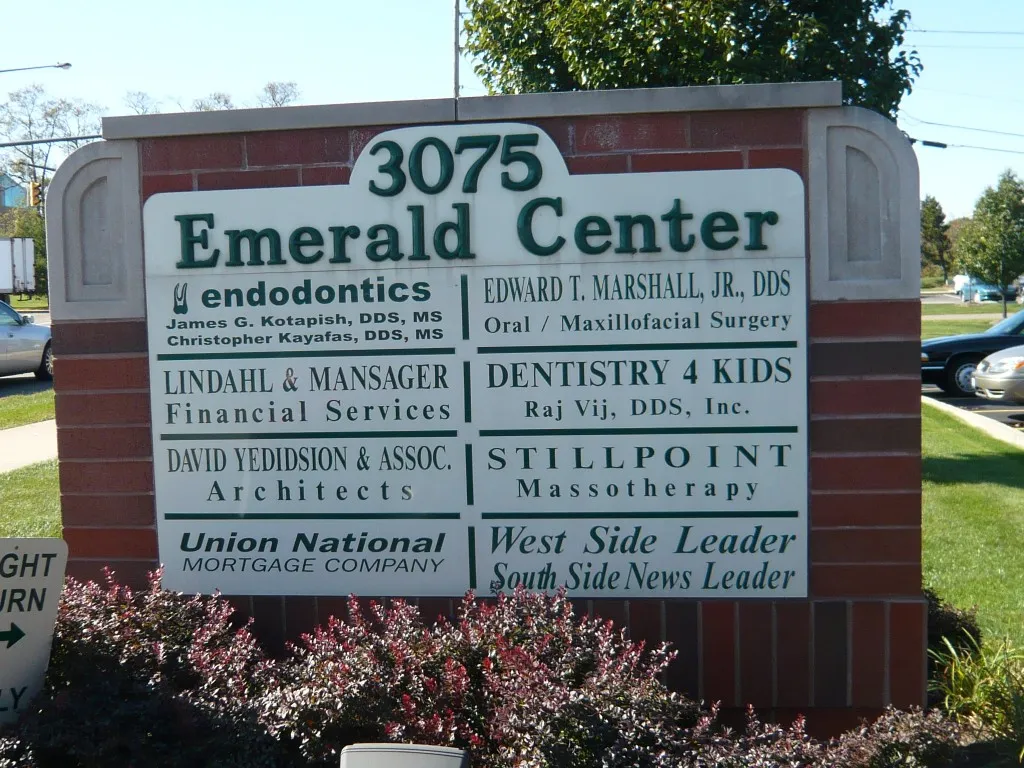 3075
Emerald Center
endodontics
James G. Kotapish, DDS, MS
Christopher Kayafas, DDS, MS
EDWARD T. MARSHALL, JR., DDS
Oral / Maxillofacial Surgery
LINDAHL & MANSAGER
Financial Services
DENTISTRY 4 KIDS
Raj Vij, DDS, Inc.
DAVID YEDIDSION & ASSOC.
Architects
STILLPOINT
Massotherapy
Union National
MORTGAGE COMPANY
West Side Leader
South Side News Leader
GHT
URN
LY